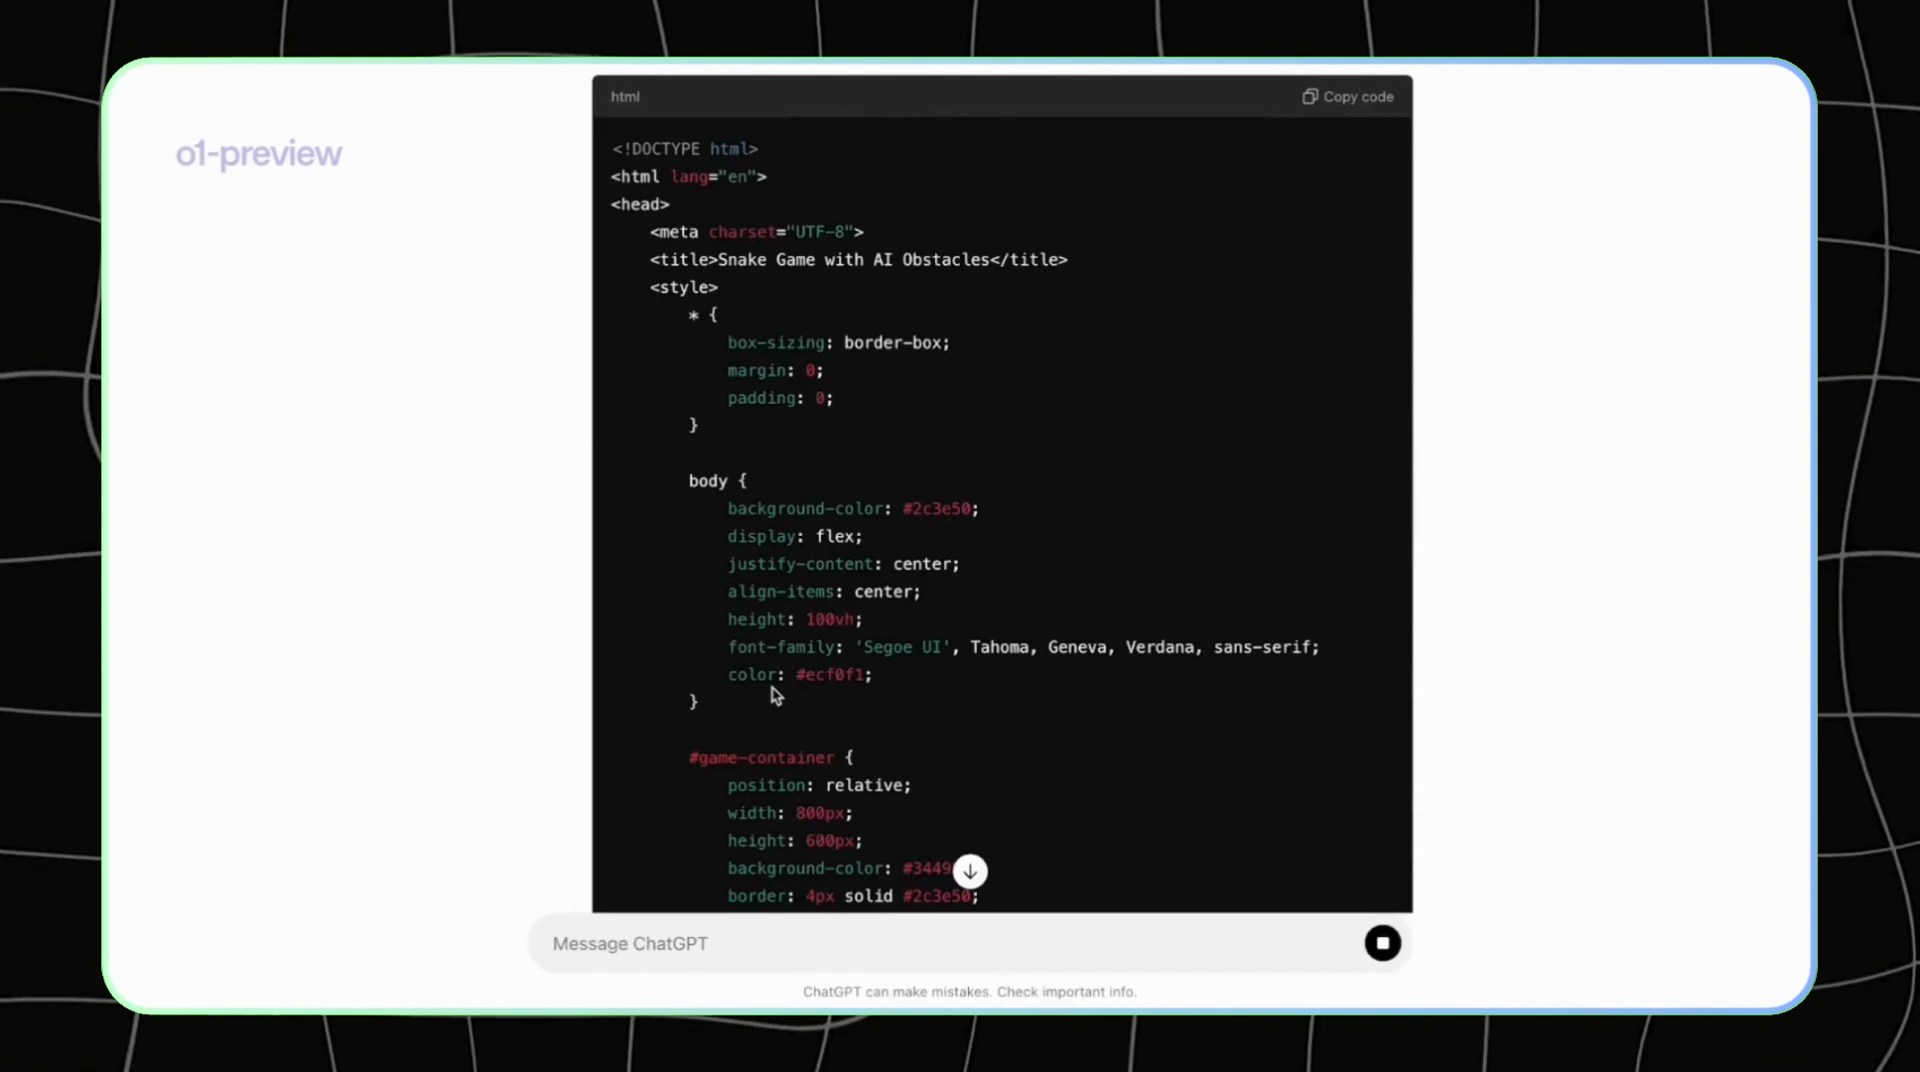 o1-preview
html
Copy code
<!DOCTYPE html>
<html lang="en">
<head>
    <meta charset="UTF-8">
    <title>Snake Game with AI Obstacles</title>
    <style>
        * {
            box-sizing: border-box;
            margin: 0;
            padding: 0;
        }
        body {
            background-color: #2c3e50;
            display: flex;
            justify-content: center;
            align-items: center;
            height: 100vh;
            font-family: 'Segoe UI', Tahoma, Geneva, Verdana, sans-serif;
            color: #ecf0f1;
        }
        #game-container {
            position: relative;
            width: 800px;
            height: 600px;
            background-color: #3449
            border: 4px solid #2c3e50;
Message ChatGPT
ChatGPT can make mistakes. Check important info.